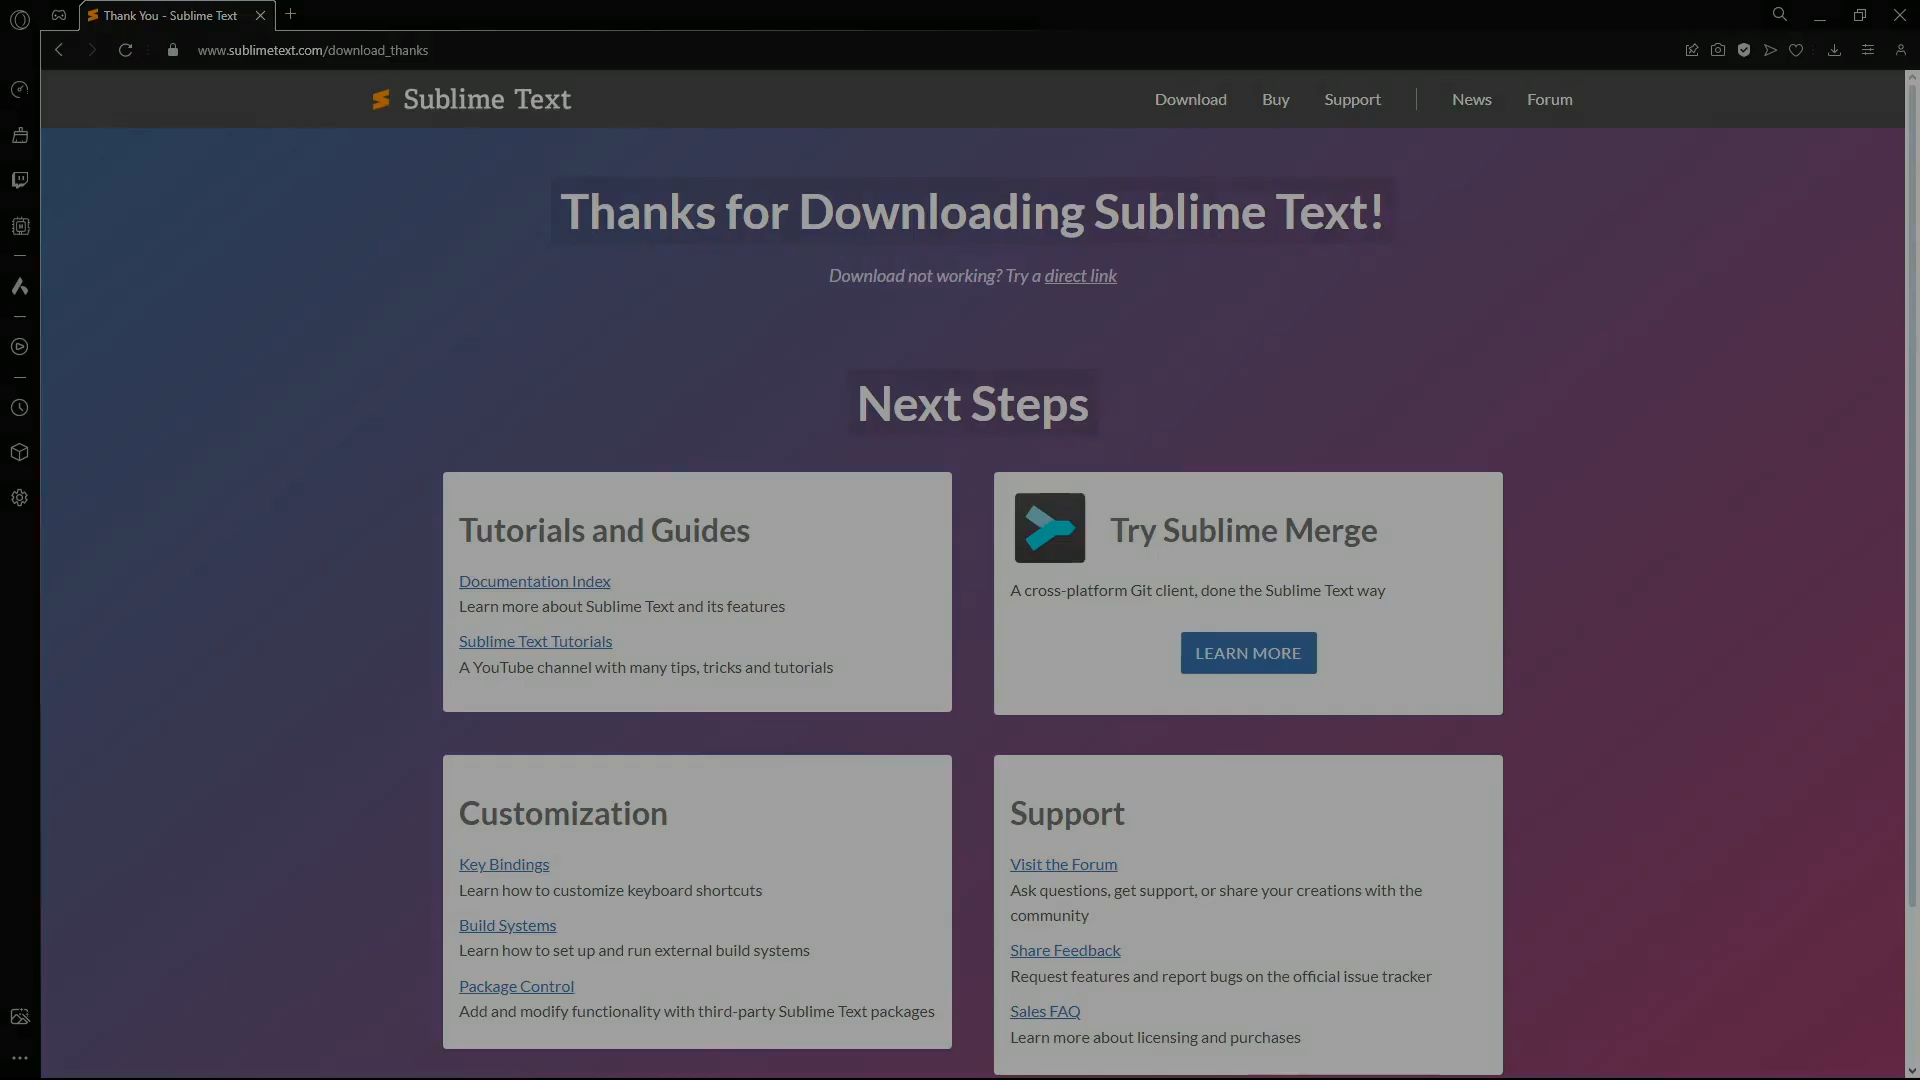 Thank You - Sublime Text
www.sublimetext.com/download_thanks
Sublime Text
Download Buy Support News Forum
Thanks for Downloading Sublime Text!
Download not working? Try a direct link
Next Steps
Tutorials and Guides
Documentation Index
Learn more about Sublime Text and its features
Sublime Text Tutorials
A YouTube channel with many tips, tricks and tutorials
Try Sublime Merge
A cross-platform Git client, done the Sublime Text way
LEARN MORE
Customization
Key Bindings
Learn how to customize keyboard shortcuts
Build Systems
Learn how to set up and run external build systems
Package Control
Add and modify functionality with third-party Sublime Text packages
Support
Visit the Forum
Ask questions, get support, or share your creations with the
community
Share Feedback
Request features and report bugs on the official issue tracker
Sales FAQ
Learn more about licensing and purchases